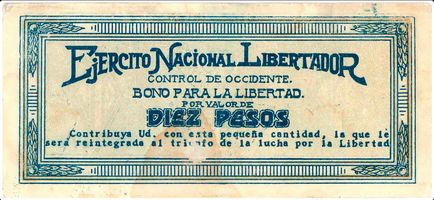 EJERCITO NACIONAL LIBERTADOR
CONTROL DE OCCIDENTE.
BONO PARA LA LIBERTAD.
POR VALOR DE
DIEZ PESOS
Contribuya Ud. con esta pequeña cantidad, la que le
sera reintegrada al triunfo de la lucha por la Libertad